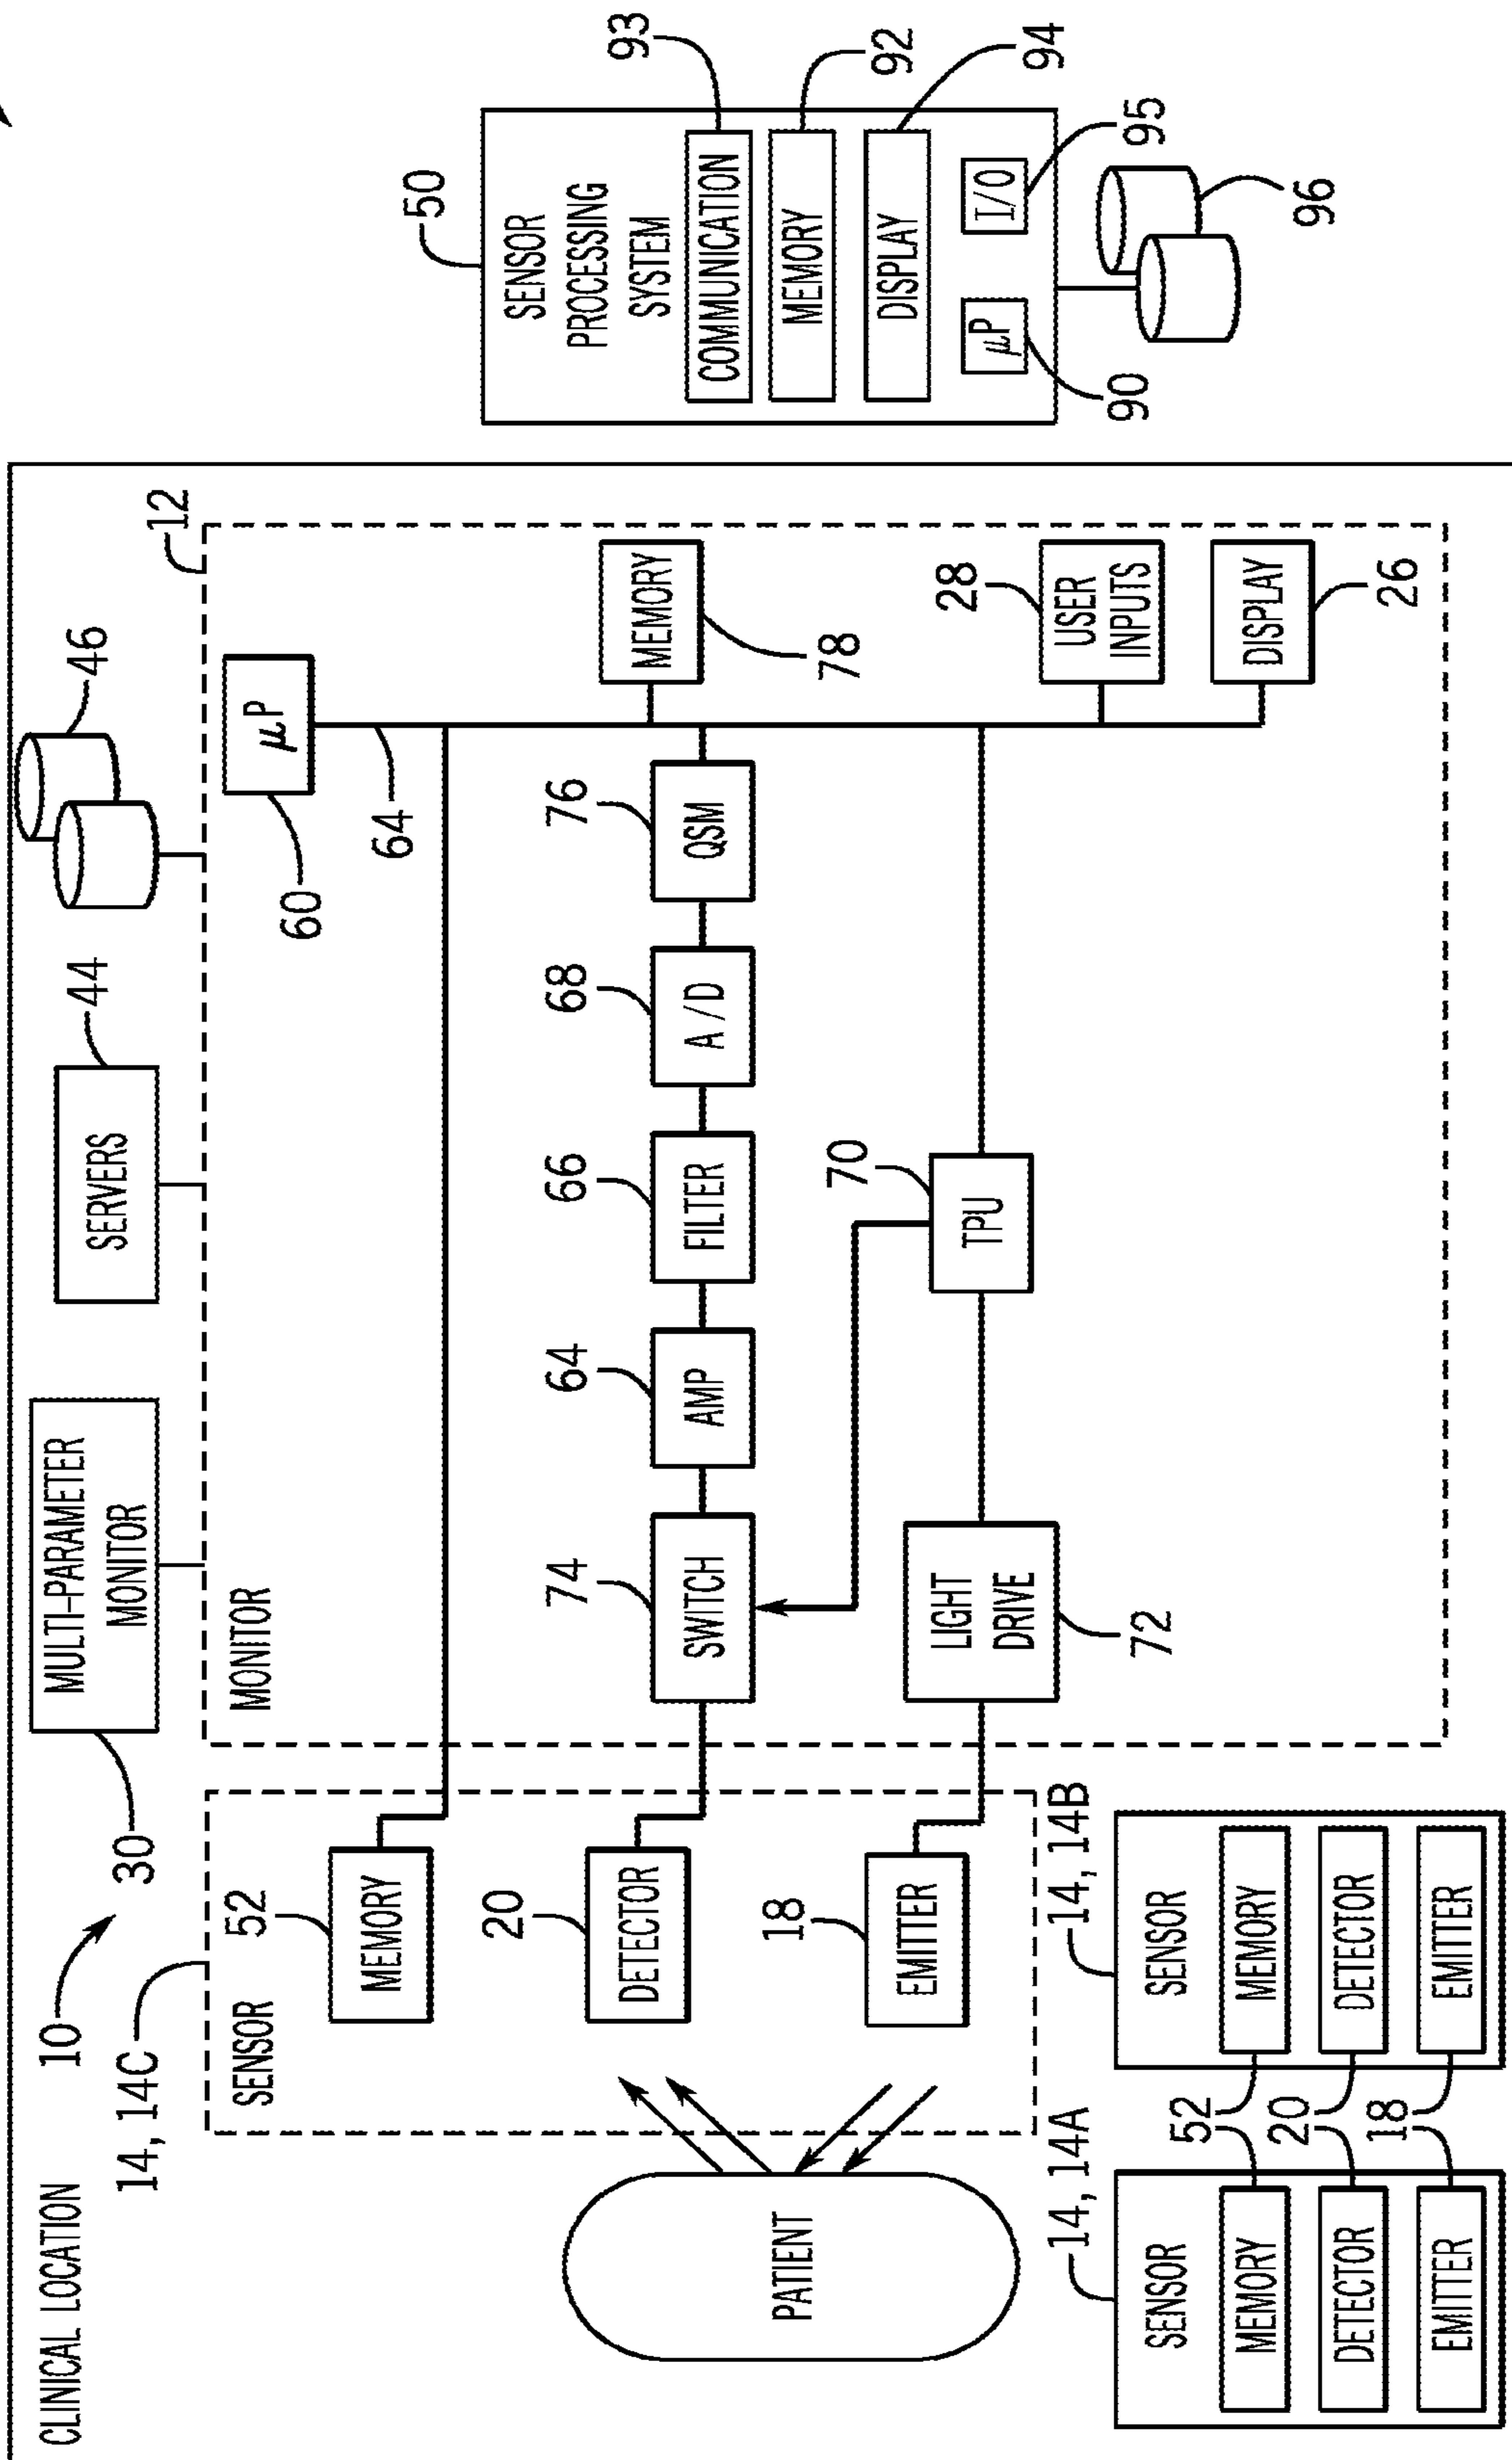 CLINICAL LOCATION
10
30
MULTI-PARAMETER
MONITOR
44
SERVERS
46
14, 14C
12
SENSOR
52
MEMORY
20
DETECTOR
18
EMITTER
PATIENT
MONITOR
60
μP
64
74
SWITCH
64
AMP
66
FILTER
68
A/D
76
QSM
MEMORY
78
LIGHT
DRIVE
72
70
TPU
28
USER
INPUTS
DISPLAY
26
14, 14A
SENSOR
MEMORY
DETECTOR
EMITTER
52
20
18
14, 14B
SENSOR
MEMORY
DETECTOR
EMITTER
50
SENSOR
PROCESSING
SYSTEM
COMMUNICATION
93
MEMORY
92
DISPLAY
94
μP
90
I/O
95
96